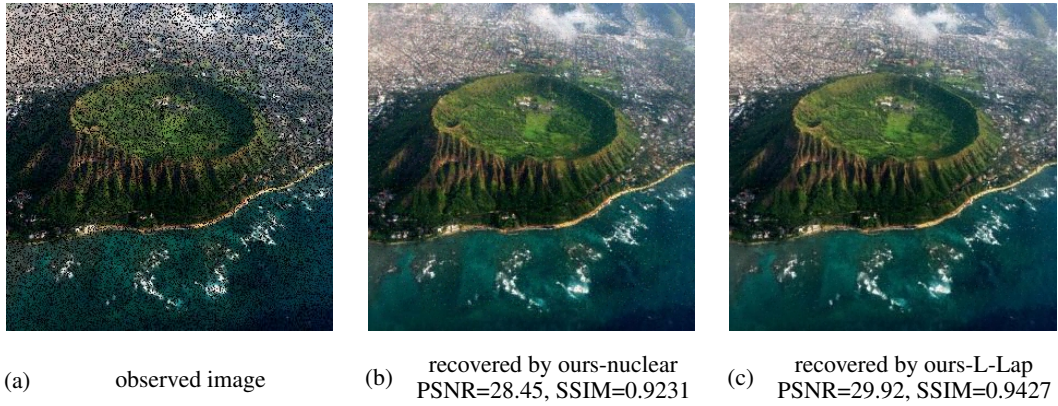 (a) observed image
(b) recovered by ours-nuclear
PSNR=28.45, SSIM=0.9231
(c) recovered by ours-L-Lap
PSNR=29.92, SSIM=0.9427